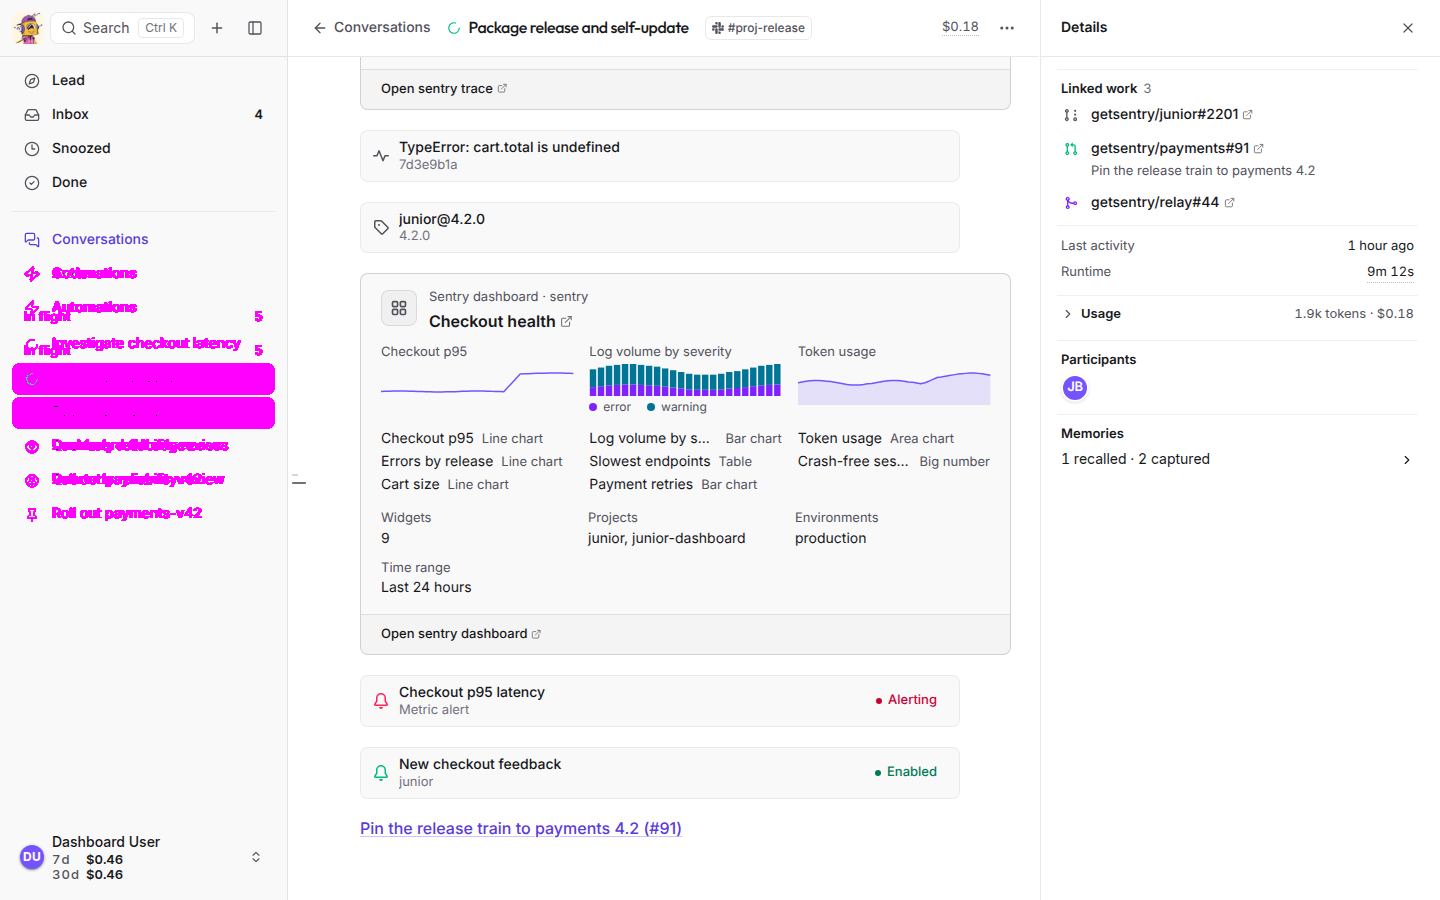 Search Ctrl K
Lead
Inbox 4
Snoozed
Done
Conversations
Automations
In flight 5
Investigate checkout latency
In flight 5
Roll out payments-v42
Dashboard User
7d $0.46
30d $0.46
DU
Conversations
Package release and self-update
#proj-release
$0.18
Open sentry trace
TypeError: cart.total is undefined
7d3e9b1a
junior@4.2.0
4.2.0
Sentry dashboard · sentry
Checkout health
Checkout p95
Log volume by severity
Token usage
error warning
Checkout p95 Line chart
Log volume by s... Bar chart
Token usage Area chart
Errors by release Line chart
Slowest endpoints Table
Crash-free ses... Big number
Cart size Line chart
Payment retries Bar chart
Widgets
9
Projects
junior, junior-dashboard
Environments
production
Time range
Last 24 hours
Open sentry dashboard
Checkout p95 latency
Metric alert
Alerting
New checkout feedback
junior
Enabled
Pin the release train to payments 4.2 (#91)
Details
Linked work 3
getsentry/junior#2201
getsentry/payments#91
Pin the release train to payments 4.2
getsentry/relay#44
Last activity 1 hour ago
Runtime 9m 12s
Usage 1.9k tokens · $0.18
Participants
JB
Memories
1 recalled · 2 captured